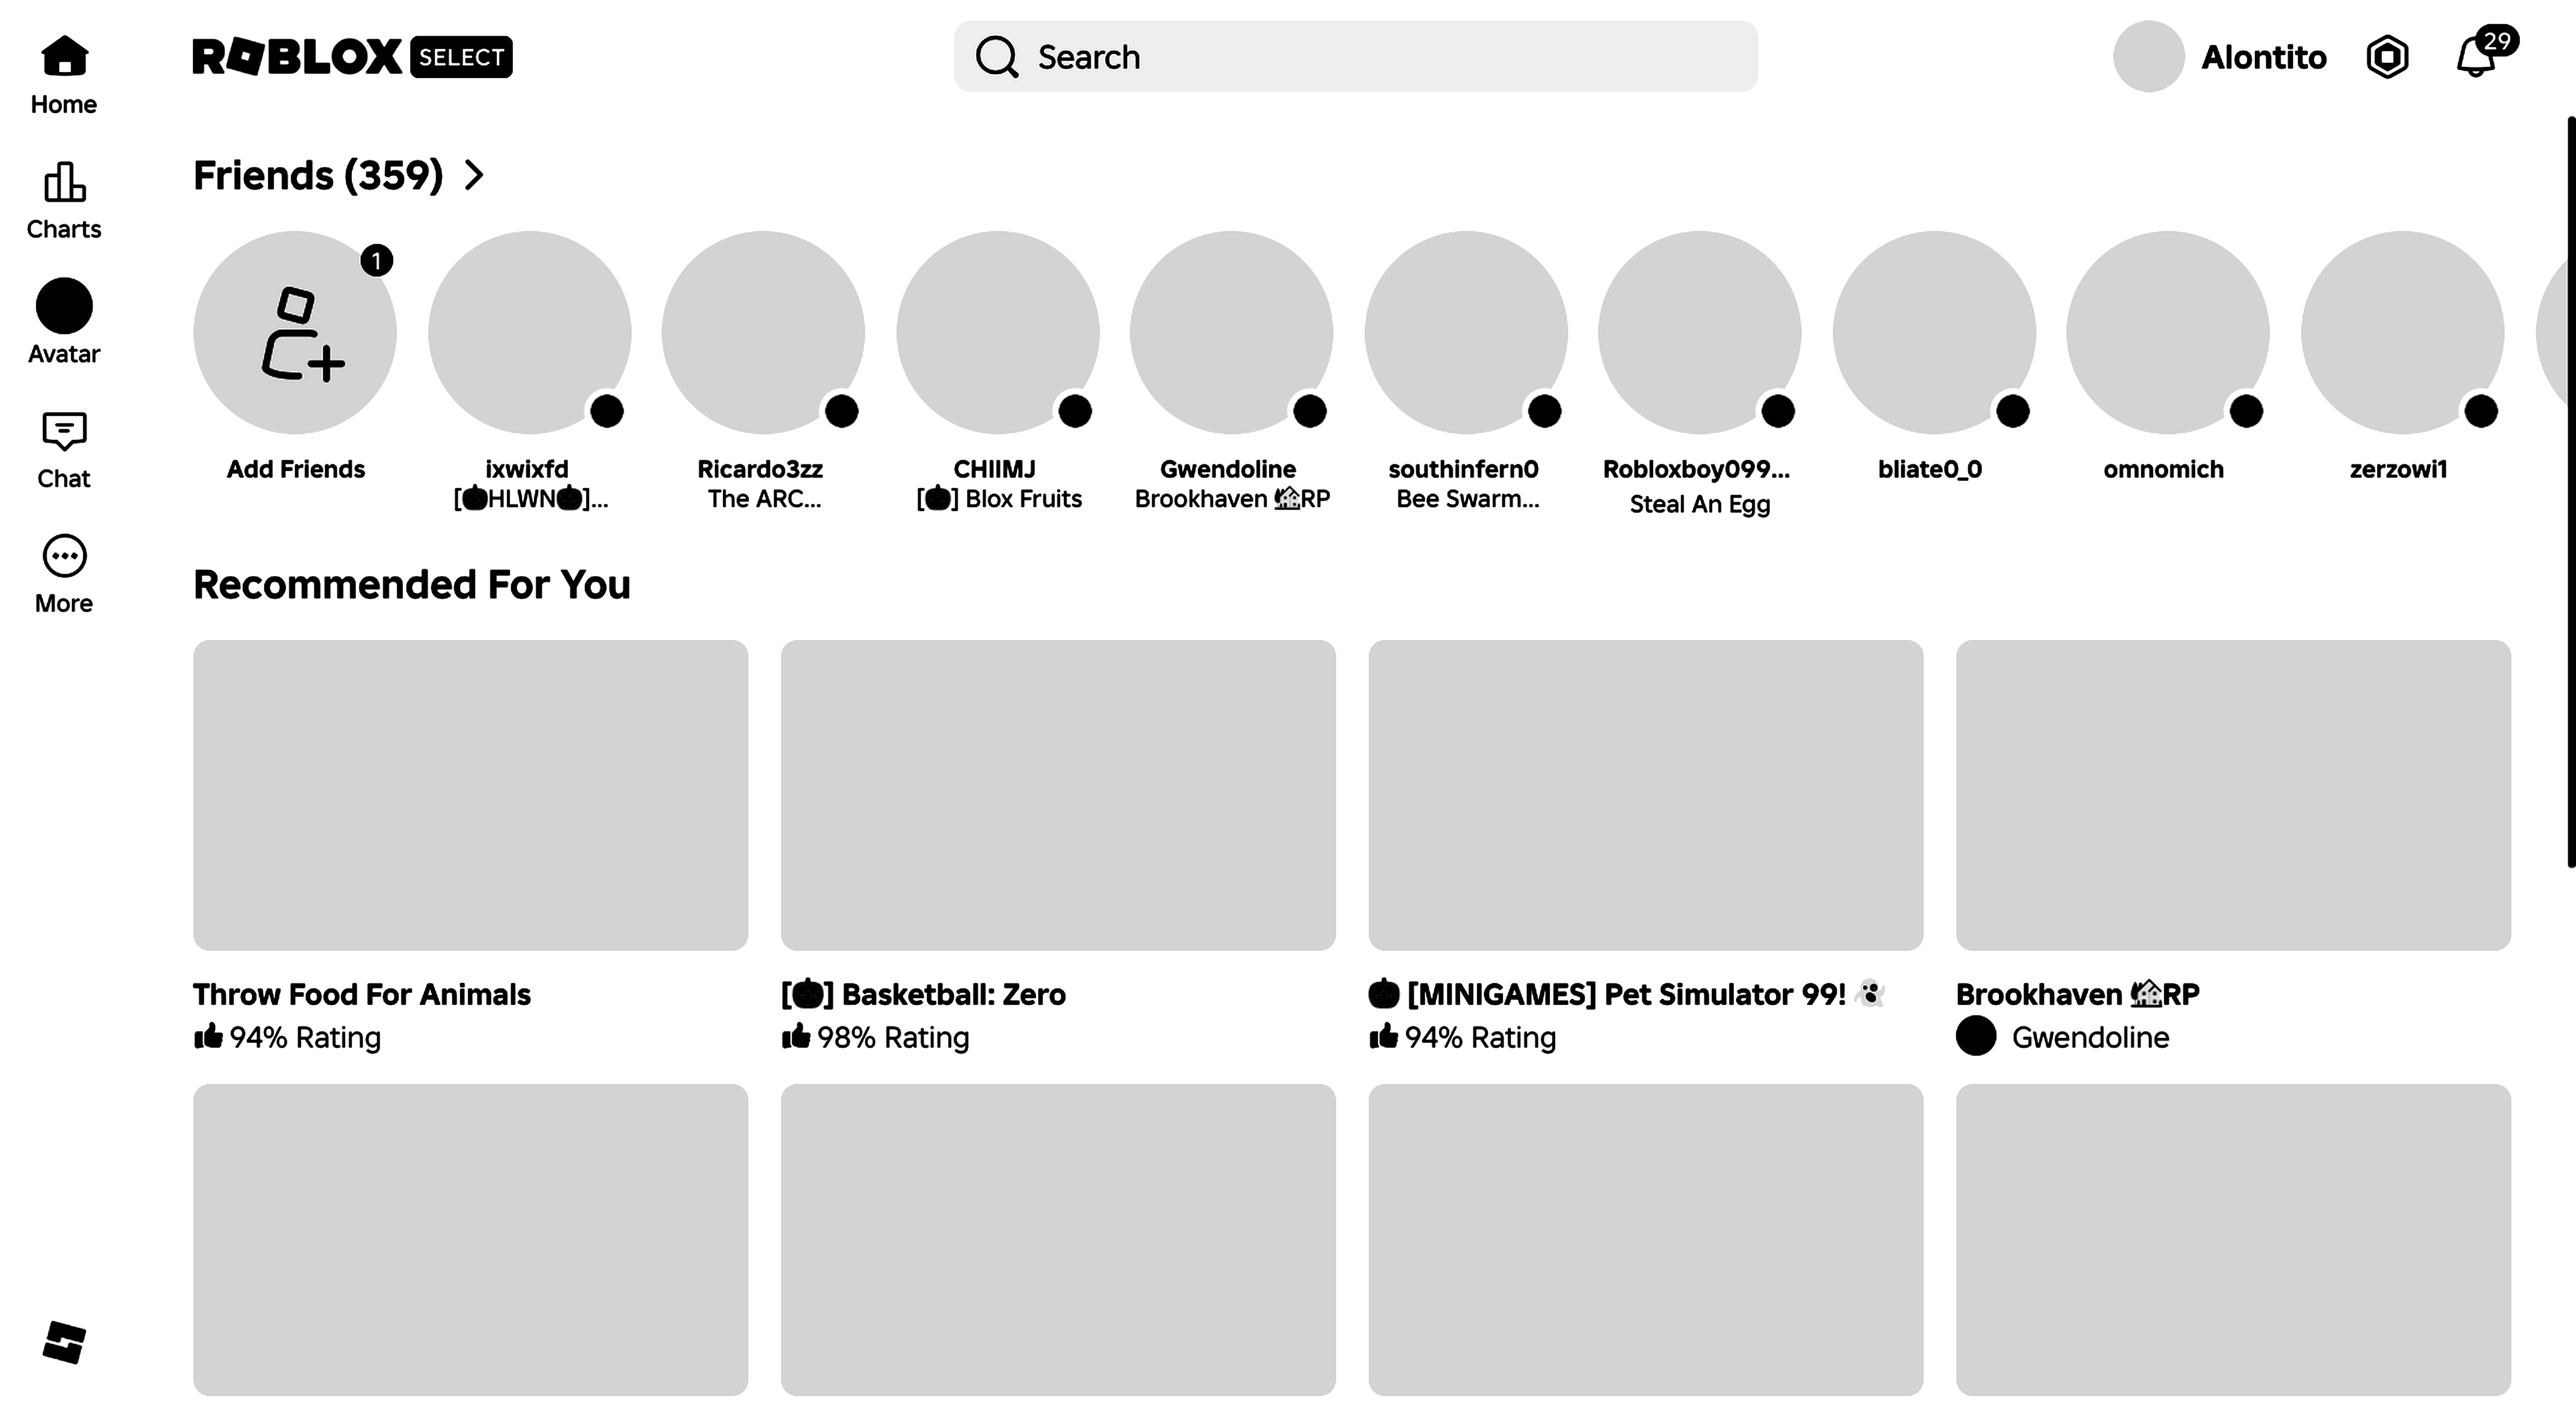 Home
Charts
Avatar
Chat
More
ROBLOX SELECT
Search
Alontito
29
Friends (359)
1
Add Friends
ixwixfd
[🎃HLWN🎃]...
Ricardo3zz
The ARC...
CHIIMJ
[🎃] Blox Fruits
Gwendoline
Brookhaven 🏡RP
southinfern0
Bee Swarm...
Robloxboy099...
Steal An Egg
bliate0_0
omnomich
zerzowi1
Recommended For You
Throw Food For Animals
94% Rating
[🎃] Basketball: Zero
98% Rating
🎃 [MINIGAMES] Pet Simulator 99! 👻
94% Rating
Brookhaven 🏡RP
Gwendoline